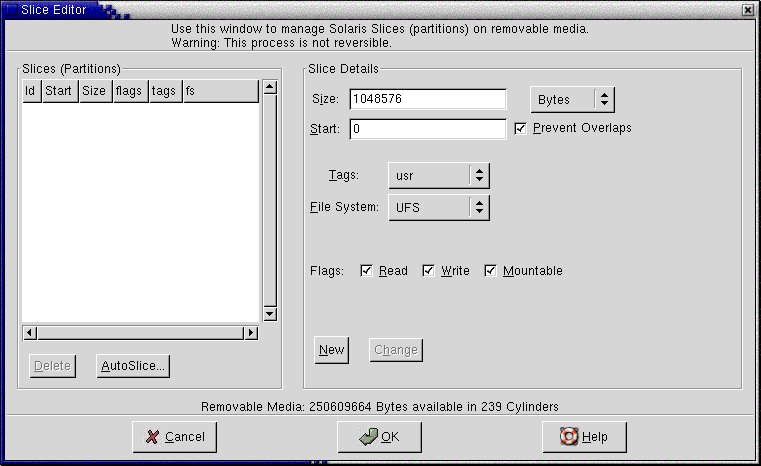 Slice Editor
Use this window to manage Solaris Slices (partitions) on removable media.
Warning: This process is not reversible.
Slices (Partitions)
Id Start Size flags tags fs
Delete AutoSlice...
Slice Details
Size: 1048576 Bytes
Start: 0 Prevent Overlaps
Tags: usr
File System: UFS
Flags: Read Write Mountable
New Change
Removable Media: 250609664 Bytes available in 239 Cylinders
Cancel OK Help